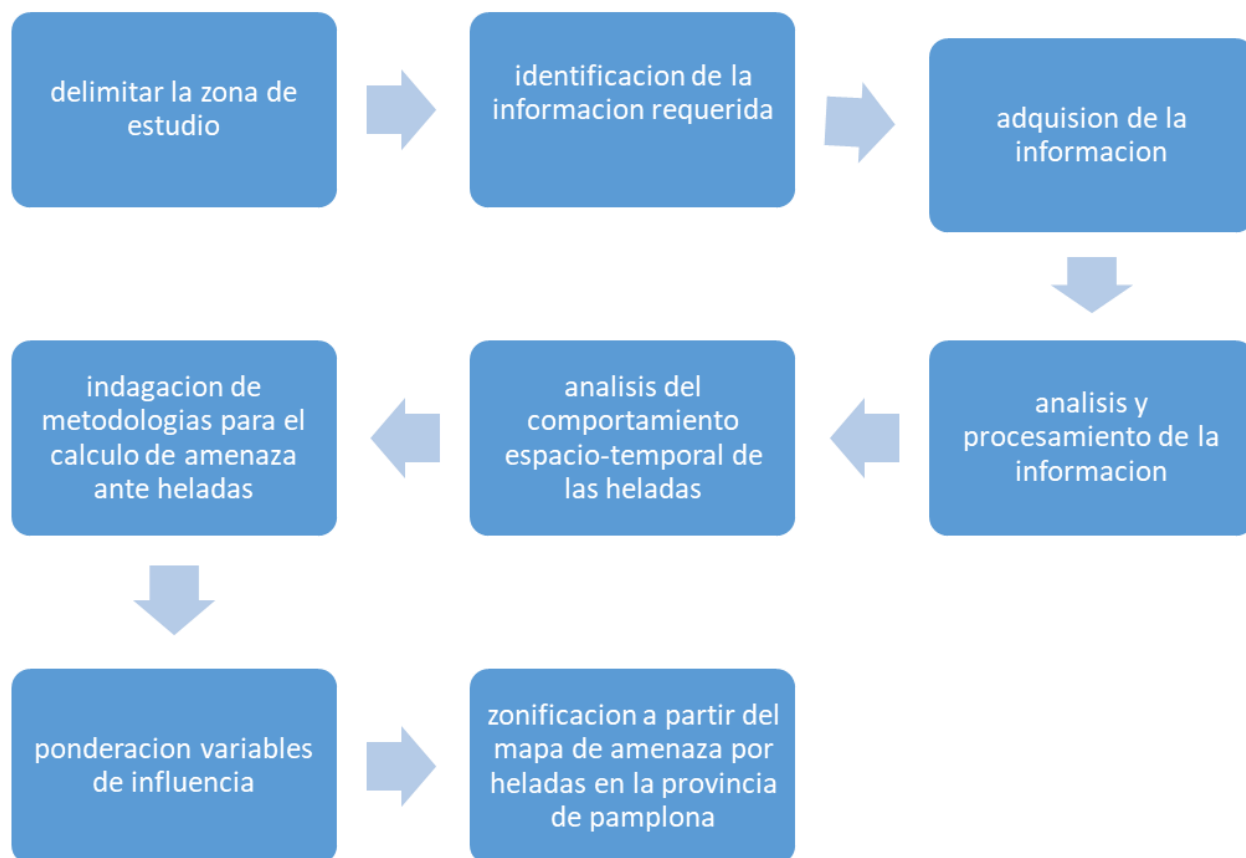 delimitar la zona de
estudio
identificacion de la
informacion requerida
adquision de la
informacion
analisis y
procesamiento de la
informacion
analisis del
comportamiento
espacio-temporal de
las heladas
indagacion de
metodologias para el
calculo de amenaza
ante heladas
ponderacion variables
de influencia
zonificacion a partir del
mapa de amenaza por
heladas en la provincia
de pamplona